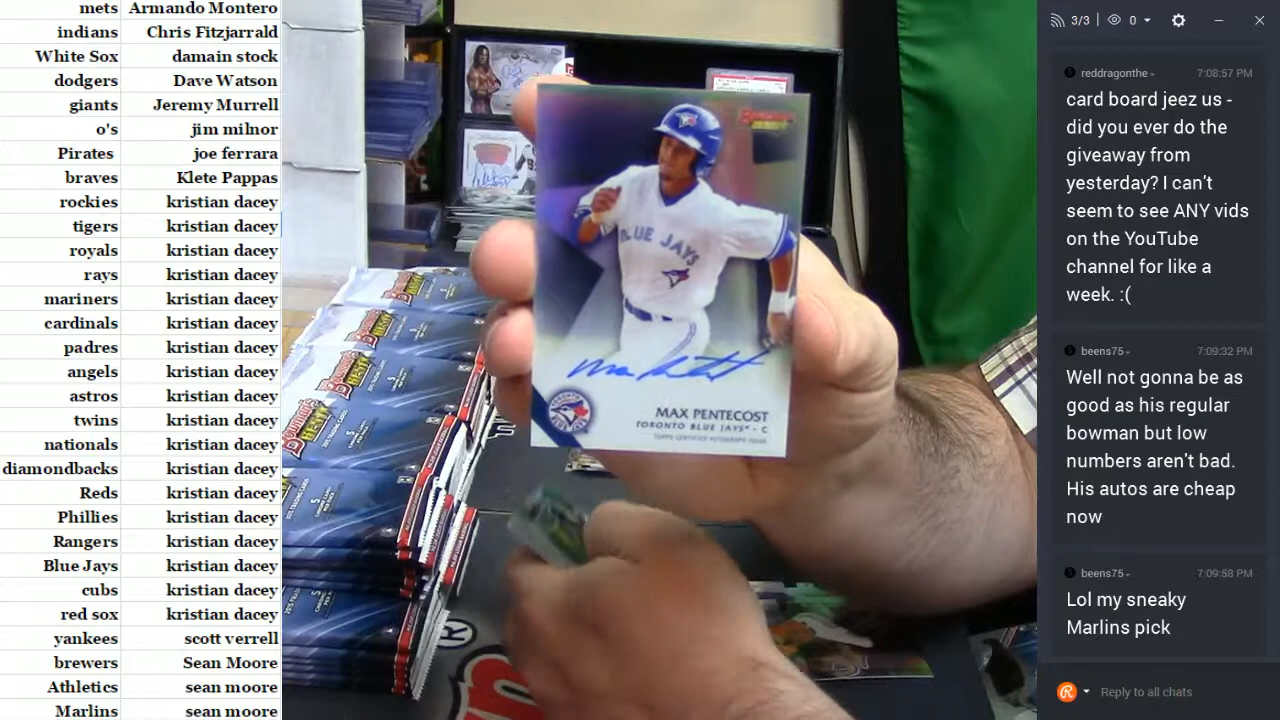 mets Armando Montero
indians Chris Fitzjarrald
White Sox damain stock
dodgers Dave Watson
giants Jeremy Murrell
o's jim milnor
Pirates joe ferrara
braves Klete Pappas
rockies kristian dacey
tigers kristian dacey
royals kristian dacey
rays kristian dacey
mariners kristian dacey
cardinals kristian dacey
padres kristian dacey
angels kristian dacey
astros kristian dacey
twins kristian dacey
nationals kristian dacey
diamondbacks kristian dacey
Reds kristian dacey
Phillies kristian dacey
Rangers kristian dacey
Blue Jays kristian dacey
cubs kristian dacey
red sox kristian dacey
yankees scott verrell
brewers Sean Moore
Athletics sean moore
Marlins sean moore
BLUE JAYS
MAX PENTECOST
TORONTO BLUE JAYS - C
TOPPS CERTIFIED AUTOGRAPH ISSUE
3/3 0
reddragonthe 7:08:57 PM
card board jeez us -
did you ever do the
giveaway from
yesterday? I can't
seem to see ANY vids
on the YouTube
channel for like a
week. :(
beens75 7:09:32 PM
Well not gonna be as
good as his regular
bowman but low
numbers aren't bad.
His autos are cheap
now
beens75 7:09:58 PM
Lol my sneaky
Marlins pick
Reply to all chats